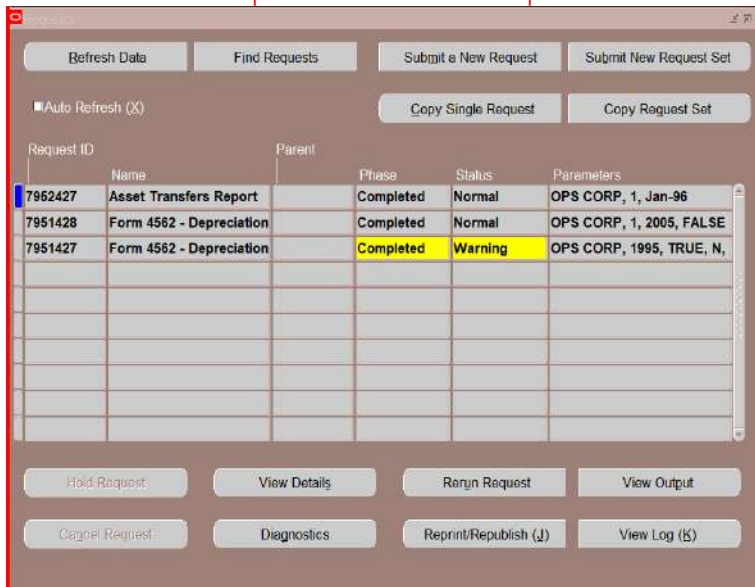 Requests
Refresh Data Find Requests Submit a New Request Submit New Request Set
Auto Refresh (X) Copy Single Request Copy Request Set
Request ID Parent
Name Phase Status Parameters
7952427 Asset Transfers Report Completed Normal OPS CORP, 1, Jan-96
7951428 Form 4562 - Depreciation Completed Normal OPS CORP, 1, 2005, FALSE
7951427 Form 4562 - Depreciation Completed Warning OPS CORP, 1995, TRUE, N,
Hold Request View Details Rerun Request View Output
Cancel Request Diagnostics Reprint/Republish (J) View Log (K)